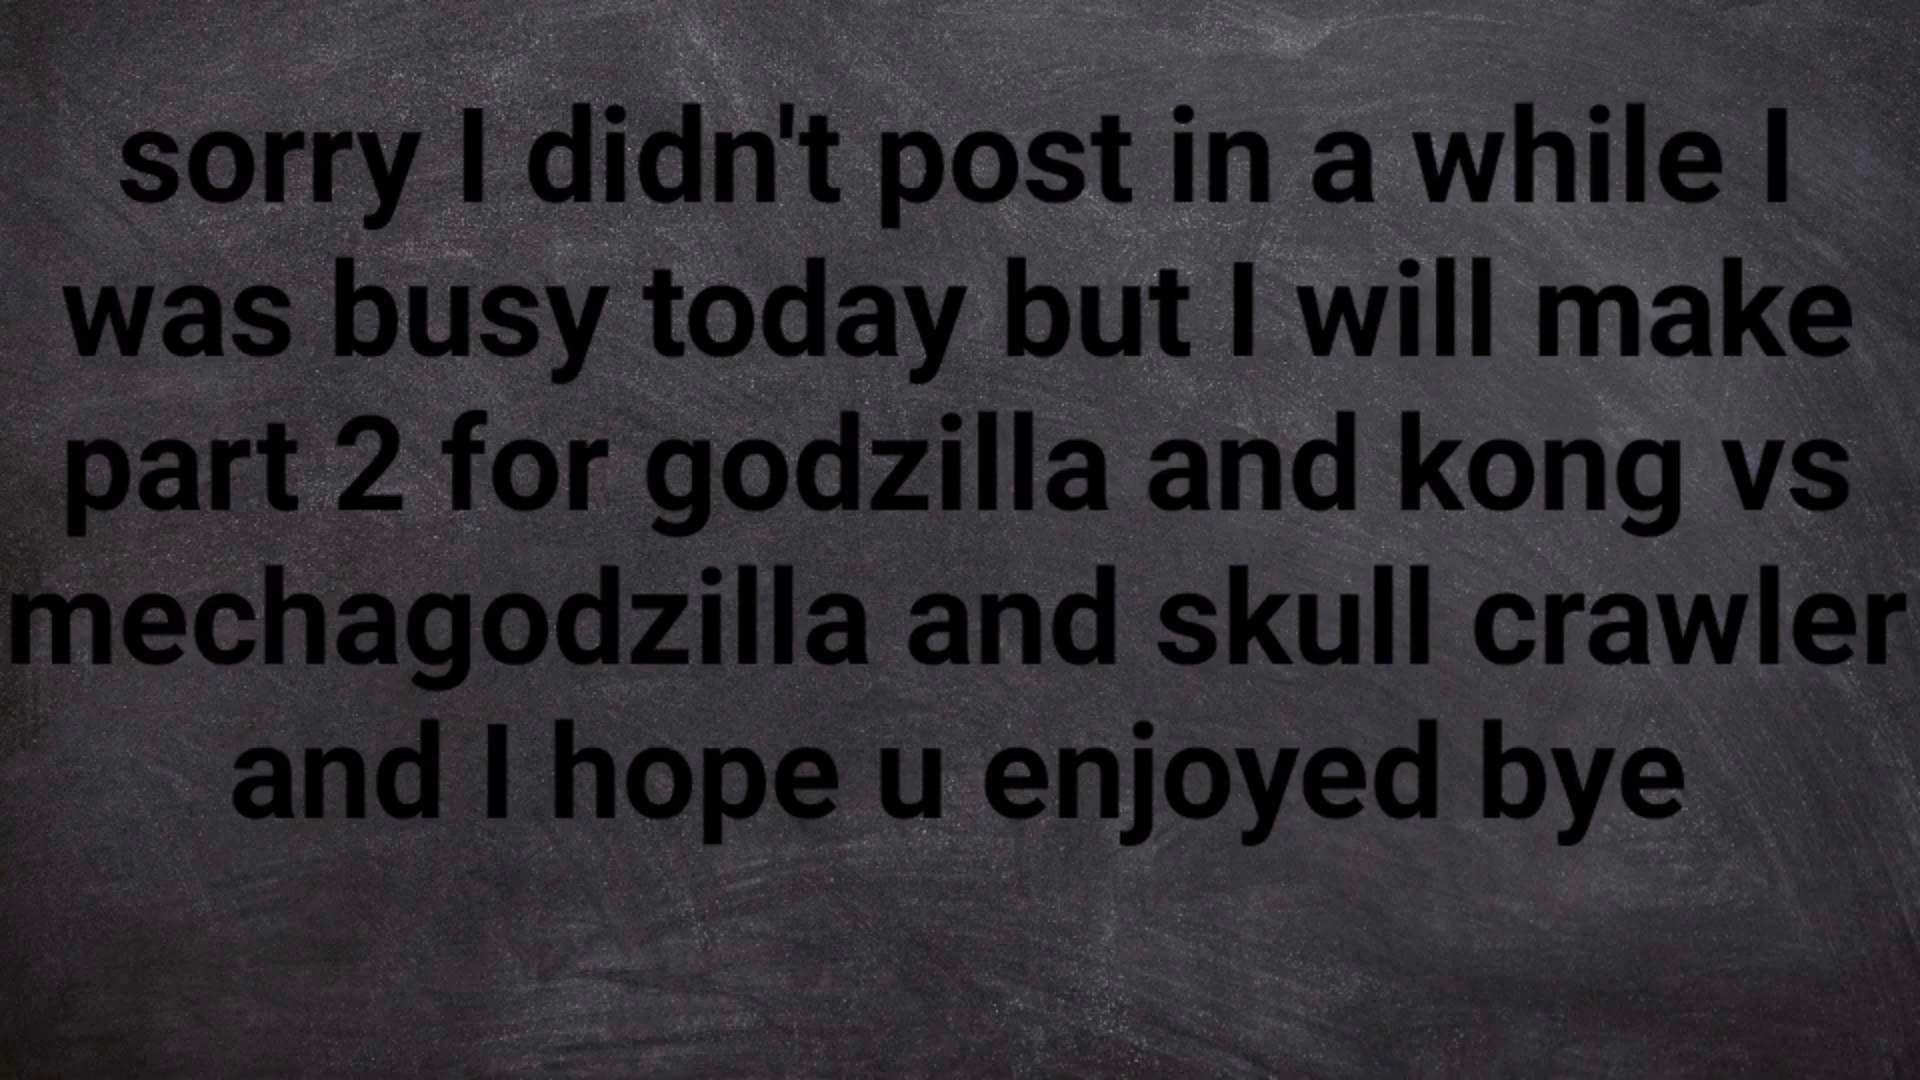 sorry I didn't post in a while I
was busy today but I will make
part 2 for godzilla and kong vs
mechagodzilla and skull crawler
and I hope u enjoyed bye